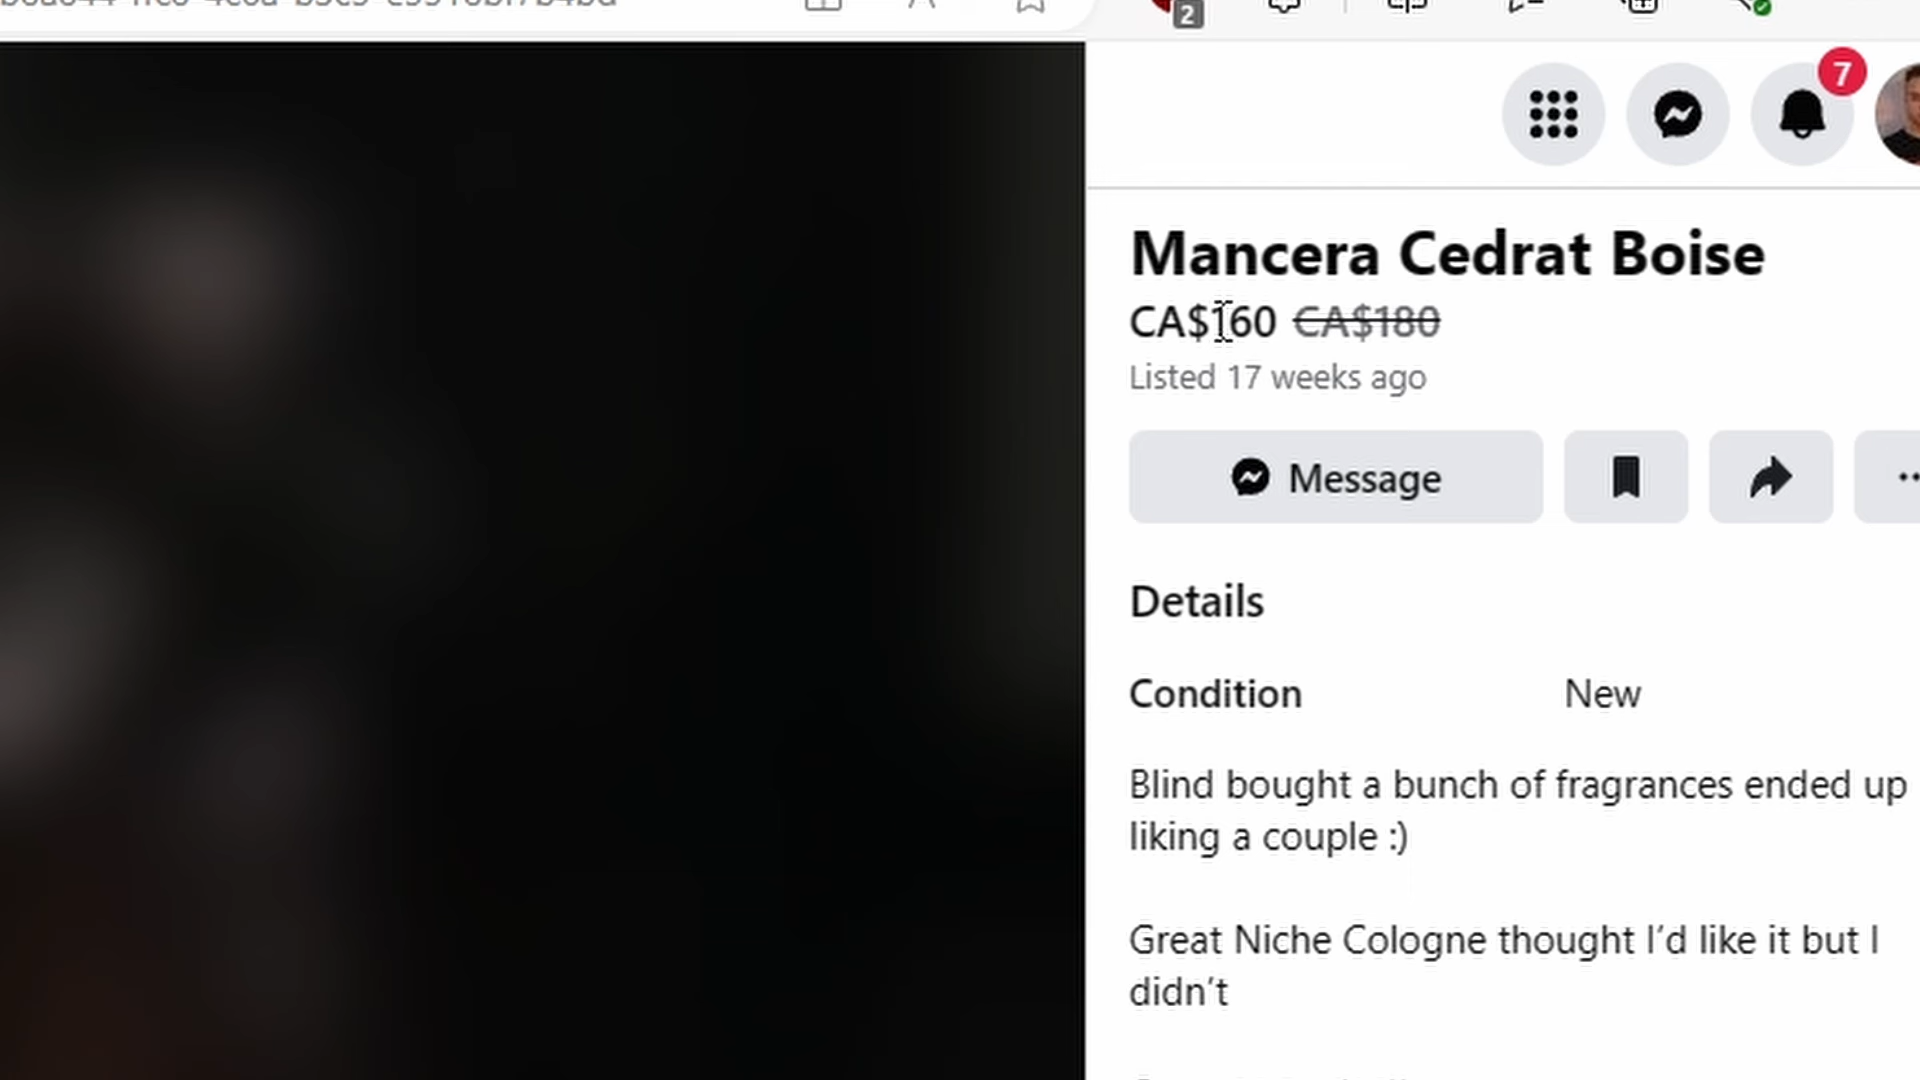 2
7
Mancera Cedrat Boise
CA$160 CA$180
Listed 17 weeks ago
Message
Details
Condition New
Blind bought a bunch of fragrances ended up
liking a couple :)
Great Niche Cologne thought I’d like it but I
didn’t